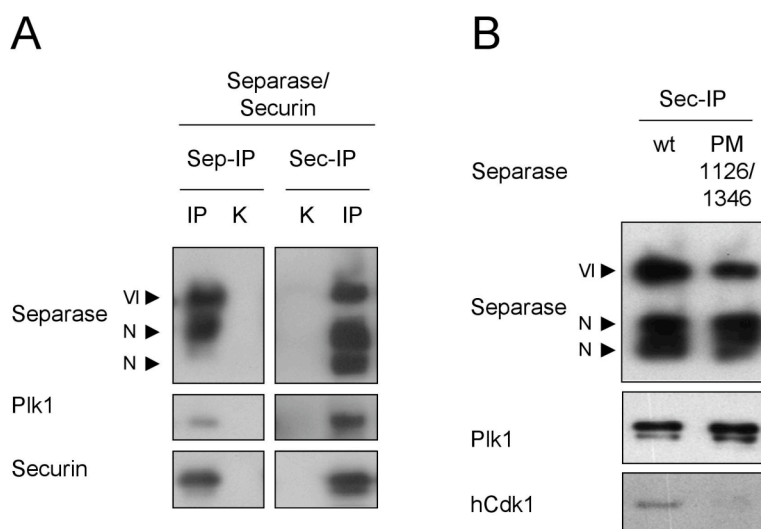 A
Separase/
Securin
Sep-IP Sec-IP
IP K K IP
Separase
VI ►
N ►
N ►
Plk1
Securin
B
Sec-IP
Separase
wt PM
1126/
1346
Separase
VI ►
N ►
N ►
Plk1
hCdk1